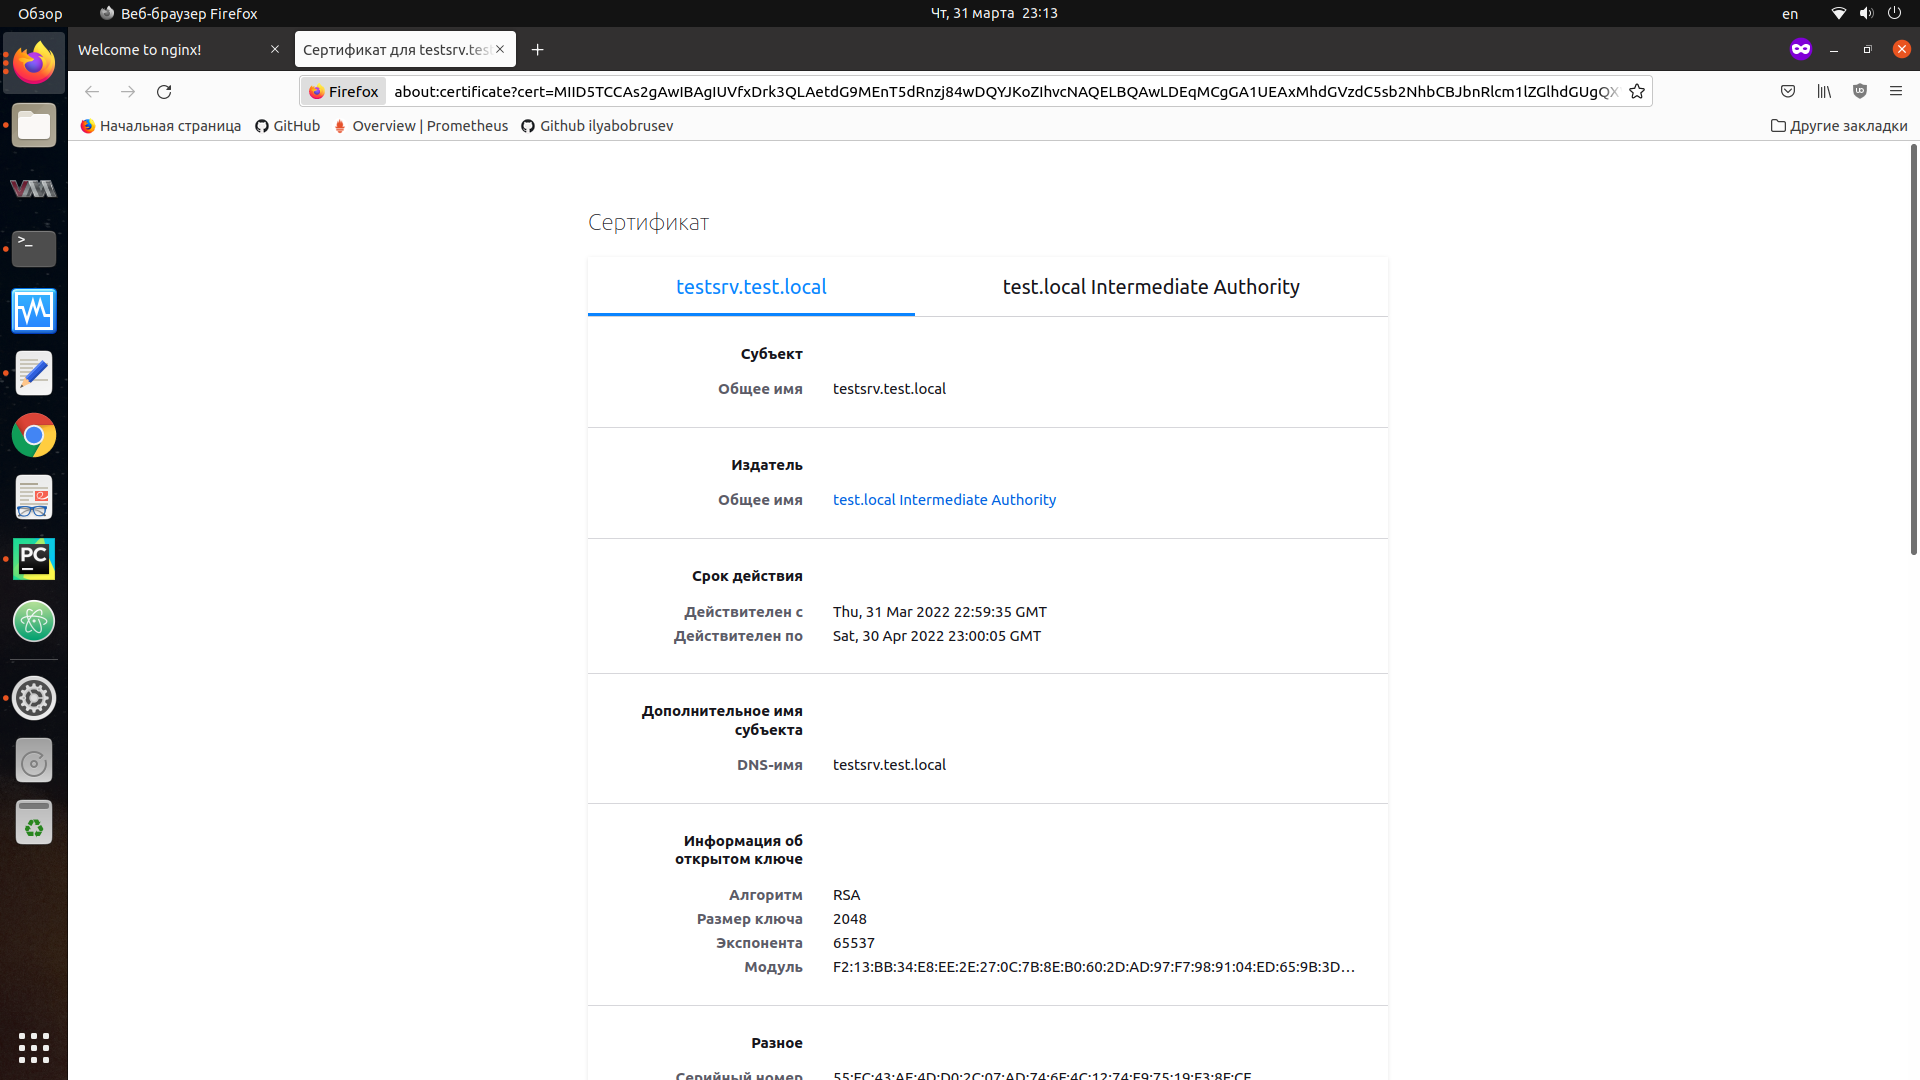 Обзор
Веб-браузер Firefox
Чт, 31 марта 23:13
en
Welcome to nginx!
Сертификат для testsrv.tes
Firefox
about:certificate?cert=MIID5TCCAs2gAwIBAgIUVfxDrk3QLAetdG9MEnT5dRnzj84wDQYJKoZIhvcNAQELBQAwLDEqMCgGA1UEAxMhdGVzdC5sb2NhbCBJbnRlcm1lZGlhdGUgQX
Начальная страница
GitHub
Overview | Prometheus
Github ilyabobrusev
Другие закладки
Сертификат
testsrv.test.local
test.local Intermediate Authority
Субъект
Общее имя testsrv.test.local
Издатель
Общее имя test.local Intermediate Authority
Срок действия
Действителен с Thu, 31 Mar 2022 22:59:35 GMT
Действителен по Sat, 30 Apr 2022 23:00:05 GMT
Дополнительное имя
субъекта
DNS-имя testsrv.test.local
Информация об
открытом ключе
Алгоритм RSA
Размер ключа 2048
Экспонента 65537
Модуль F2:13:BB:34:E8:EE:2E:27:0C:7B:8E:B0:60:2D:AD:97:F7:98:91:04:ED:65:9B:3D…
Разное
Серийный номер 55:FC:43:AE:4D:D0:2C:07:AD:74:6F:4C:12:74:F9:75:19:F3:8F:CE